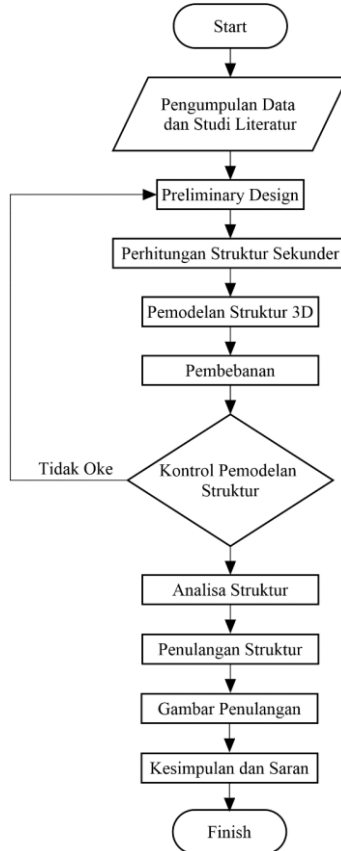 Start
Pengumpulan Data
dan Studi Literatur
Preliminary Design
Perhitungan Struktur Sekunder
Pemodelan Struktur 3D
Pembebanan
Tidak Oke
Kontrol Pemodelan
Struktur
Analisa Struktur
Penulangan Struktur
Gambar Penulangan
Kesimpulan dan Saran
Finish